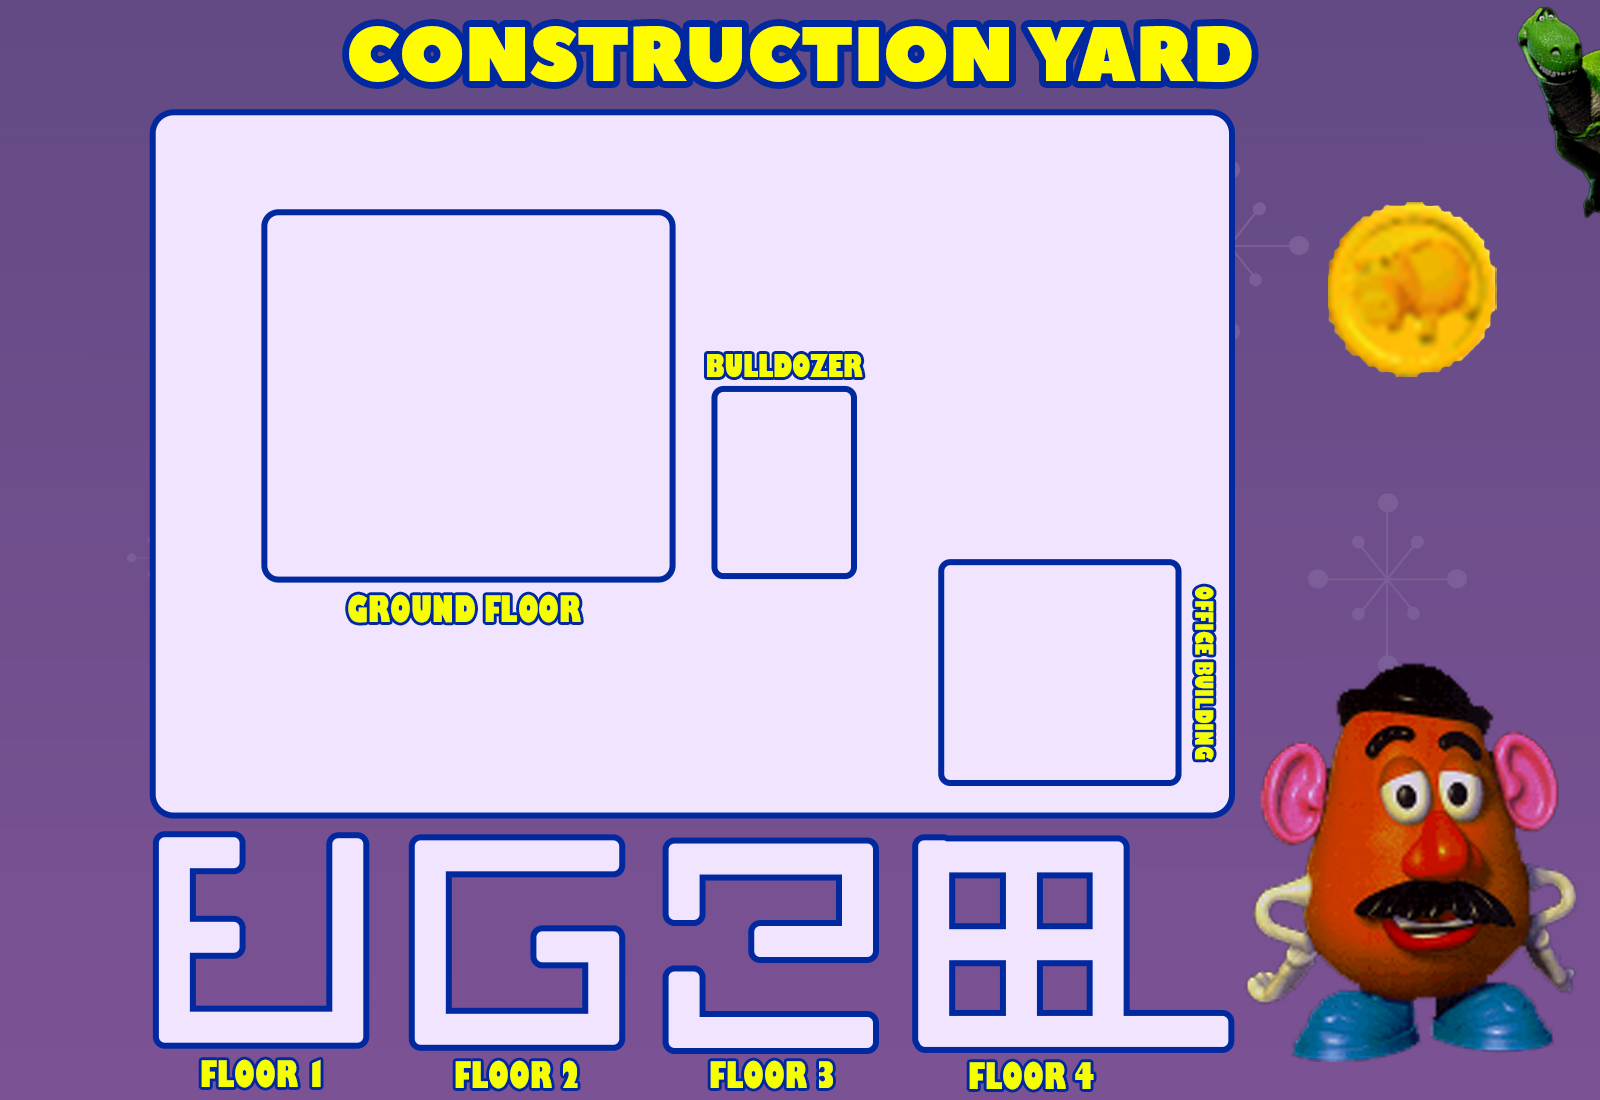 CONSTRUCTION YARD
BULLDOZER
GROUND FLOOR
OFFICE BUILDING
FLOOR 1
FLOOR 2
FLOOR 3
FLOOR 4